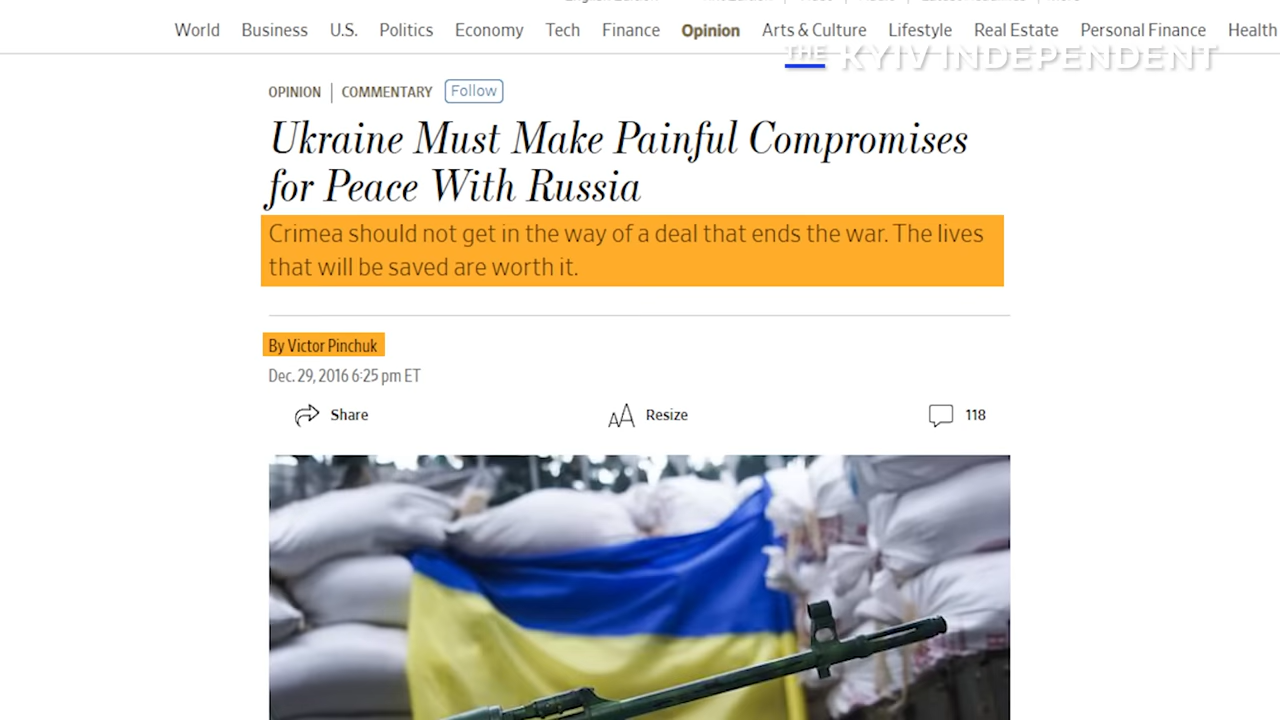 World Business U.S. Politics Economy Tech Finance Opinion Arts & Culture Lifestyle Real Estate Personal Finance Health
THE KYIV INDEPENDENT
OPINION | COMMENTARY Follow
Ukraine Must Make Painful Compromises
for Peace With Russia
Crimea should not get in the way of a deal that ends the war. The lives
that will be saved are worth it.
By Victor Pinchuk
Dec. 29, 2016 6:25 pm ET
Share Resize 118